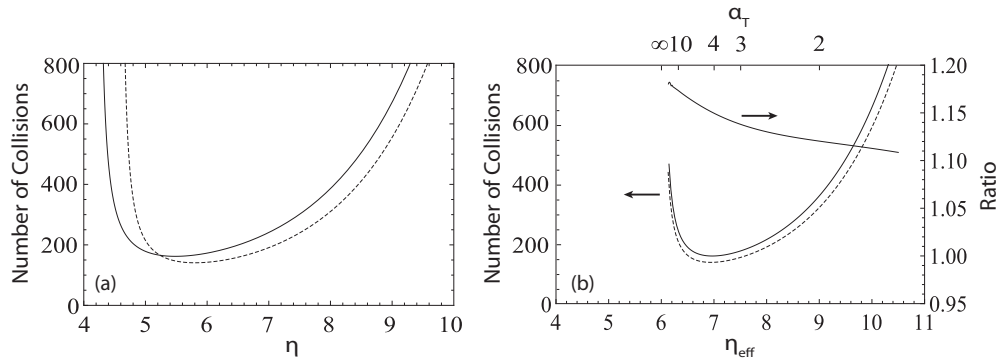 800
600
400
200
0
Number of Collisions
(a)
4 5 6 7 8 9 10
η
α_T
∞ 10 4 3 2
800
600
400
200
0
Number of Collisions
(b)
1.20
1.15
1.10
1.05
1.00
0.95
Ratio
4 5 6 7 8 9 10 11
η_eff